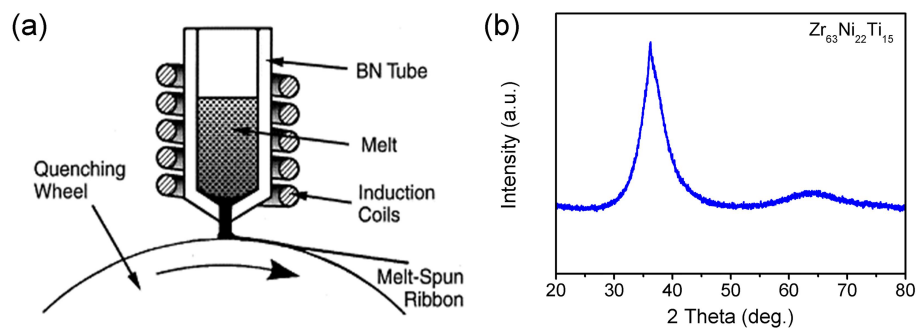 (a)
BN Tube
Melt
Quenching
Wheel
Induction
Coils
Melt-Spun
Ribbon
(b)
Zr₆₃Ni₂₂Ti₁₅
Intensity (a.u.)
20 30 40 50 60 70 80
2 Theta (deg.)